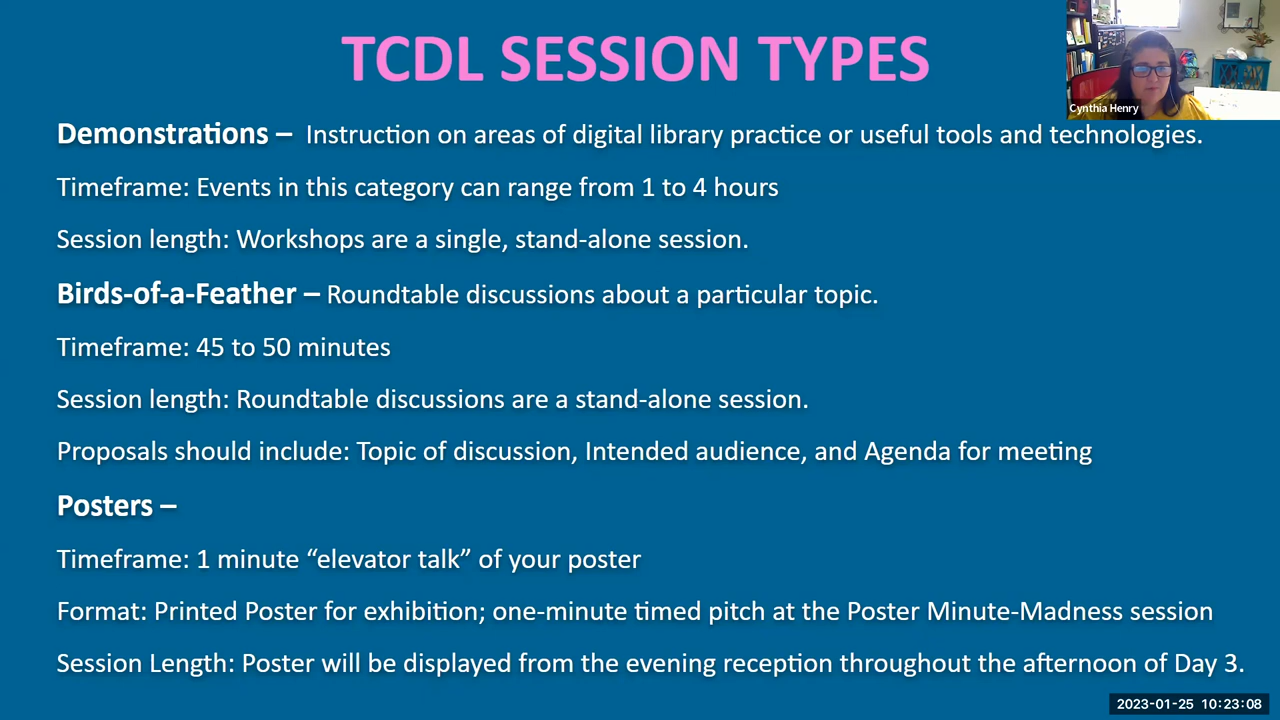 TCDL SESSION TYPES
Cynthia Henry
Demonstrations – Instruction on areas of digital library practice or useful tools and technologies.
Timeframe: Events in this category can range from 1 to 4 hours
Session length: Workshops are a single, stand-alone session.
Birds-of-a-Feather – Roundtable discussions about a particular topic.
Timeframe: 45 to 50 minutes
Session length: Roundtable discussions are a stand-alone session.
Proposals should include: Topic of discussion, Intended audience, and Agenda for meeting
Posters –
Timeframe: 1 minute “elevator talk” of your poster
Format: Printed Poster for exhibition; one-minute timed pitch at the Poster Minute-Madness session
Session Length: Poster will be displayed from the evening reception throughout the afternoon of Day 3.
2023-01-25 10:23:08